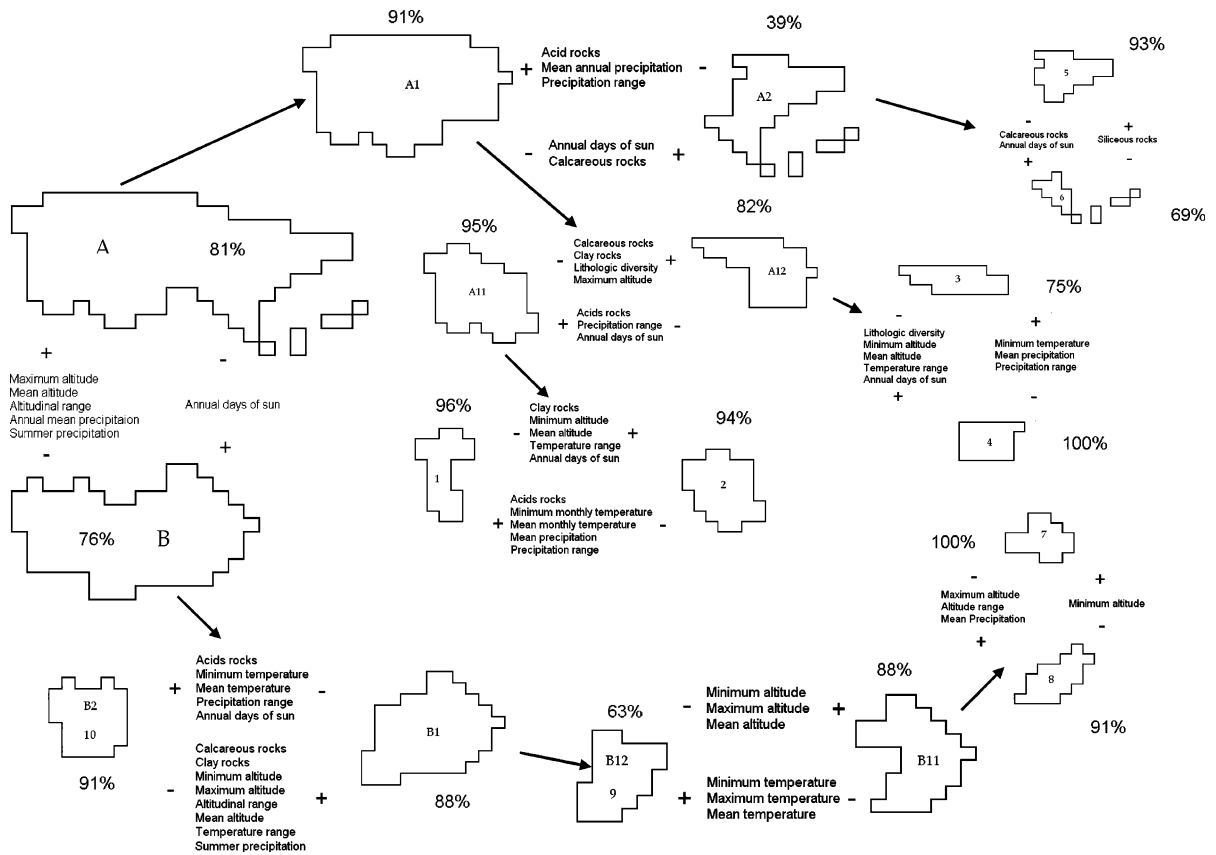 91%
A1
+
Acid rocks
Mean annual precipitation
Precipitation range
-
-
Annual days of sun
Calcareous rocks
+
39%
A2
93%
5
-
Calcareous rocks
Annual days of sun
+
+
Siliceous rocks
-
6
69%
A
81%
+
Maximum altitude
Mean altitude
Altitudinal range
Annual mean precipitaion
Summer precipitation
-
-
Annual days of sun
+
76%
B
95%
A11
-
Calcareous rocks
Clay rocks
Lithologic diversity
Maximum altitude
+
+
Acids rocks
Precipitation range
Annual days of sun
-
82%
A12
3
75%
-
Lithologic diversity
Minimum altitude
Mean altitude
Temperature range
Annual days of sun
+
+
Minimum temperature
Mean precipitation
Precipitation range
-
4
100%
96%
1
-
Clay rocks
Minimum altitude
Mean altitude
Temperature range
Annual days of sun
+
+
Acids rocks
Minimum monthly temperature
Mean monthly temperature
Mean precipitation
Precipitation range
-
94%
2
100%
7
-
Maximum altitude
Altitude range
Mean Precipitation
+
+
Minimum altitude
-
8
91%
B2
10
91%
+
Acids rocks
Minimum temperature
Mean temperature
Precipitation range
Annual days of sun
-
-
Calcareous rocks
Clay rocks
Minimum altitude
Maximum altitude
Altitudinal range
Mean altitude
Temperature range
Summer precipitation
+
B1
88%
63%
B12
9
-
Minimum altitude
Maximum altitude
Mean altitude
+
+
Minimum temperature
Maximum temperature
Mean temperature
-
88%
B11